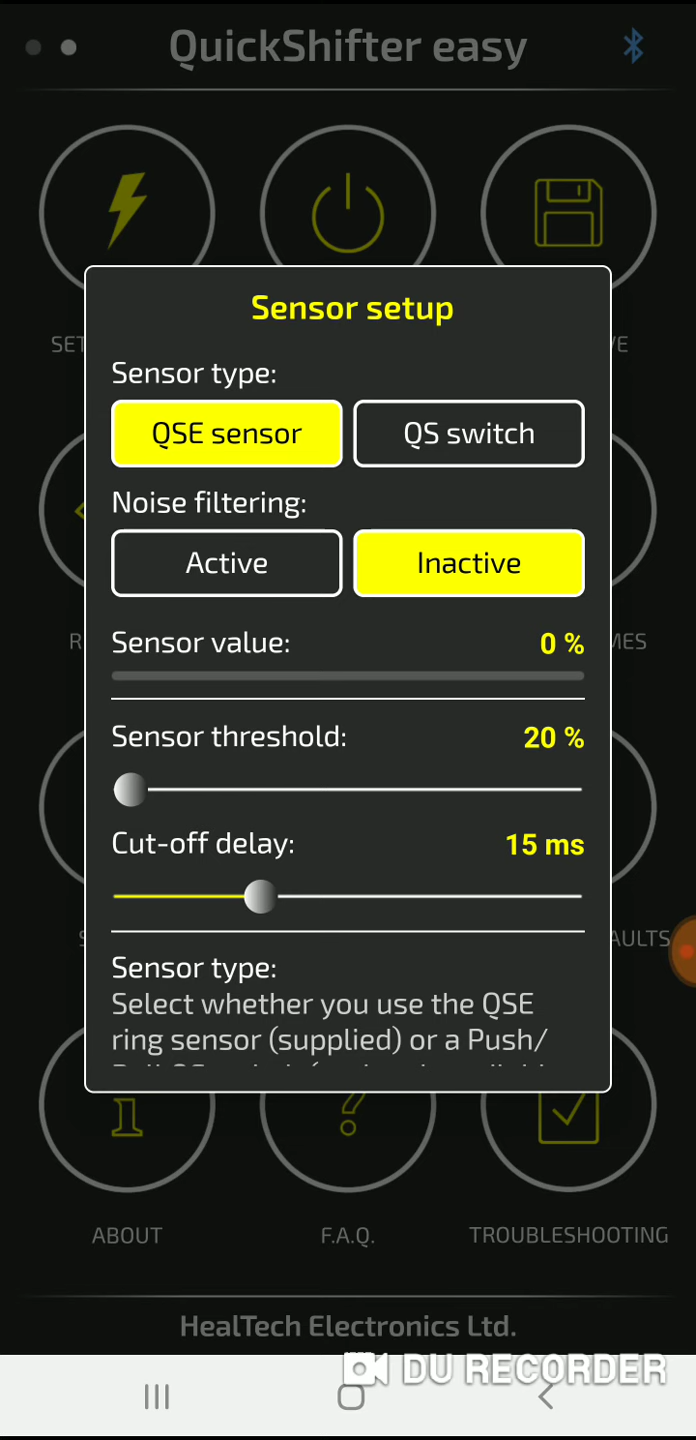 QuickShifter easy
Sensor setup
Sensor type:
QSE sensor
QS switch
Noise filtering:
Active
Inactive
Sensor value:
0 %
Sensor threshold:
20 %
Cut-off delay:
15 ms
Sensor type:
Select whether you use the QSE
ring sensor (supplied) or a Push/
ABOUT
F.A.Q.
TROUBLESHOOTING
HealTech Electronics Ltd.
DU RECORDER